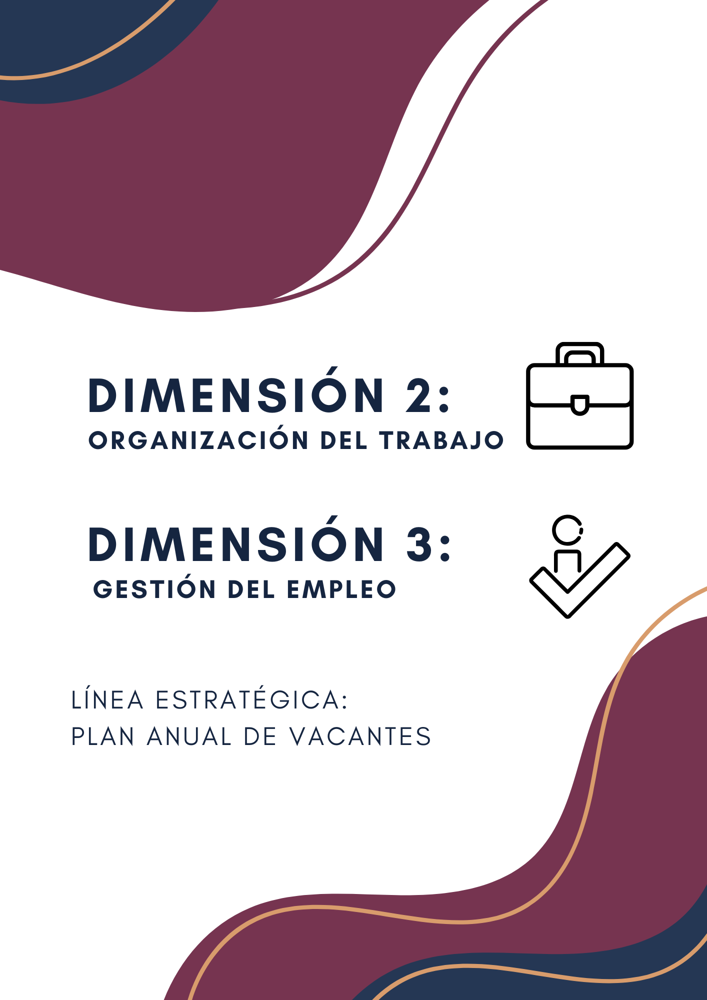 DIMENSIÓN 2:
ORGANIZACIÓN DEL TRABAJO
DIMENSIÓN 3:
GESTIÓN DEL EMPLEO
LÍNEA ESTRATÉGICA:
PLAN ANUAL DE VACANTES